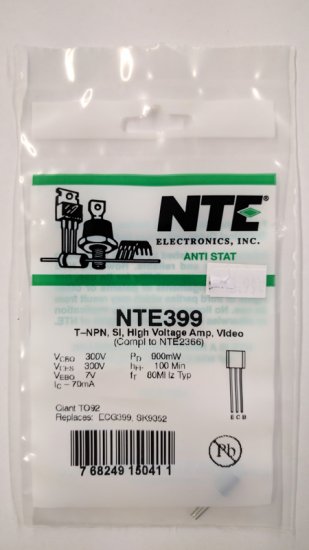 NTE
ELECTRONICS, INC.
ANTI STAT
NTE399
T–NPN, SI, High Voltage Amp, Video
(Compl to NTE2366)
VCBO 300V PD 900mW
VCES 300V hFE 100 Min
VEBO 7V fT 80MHz Typ
IC – 70mA
Giant TO92
E C B
Replaces: ECG399, SK9352
Pb
7 68249 15041 1